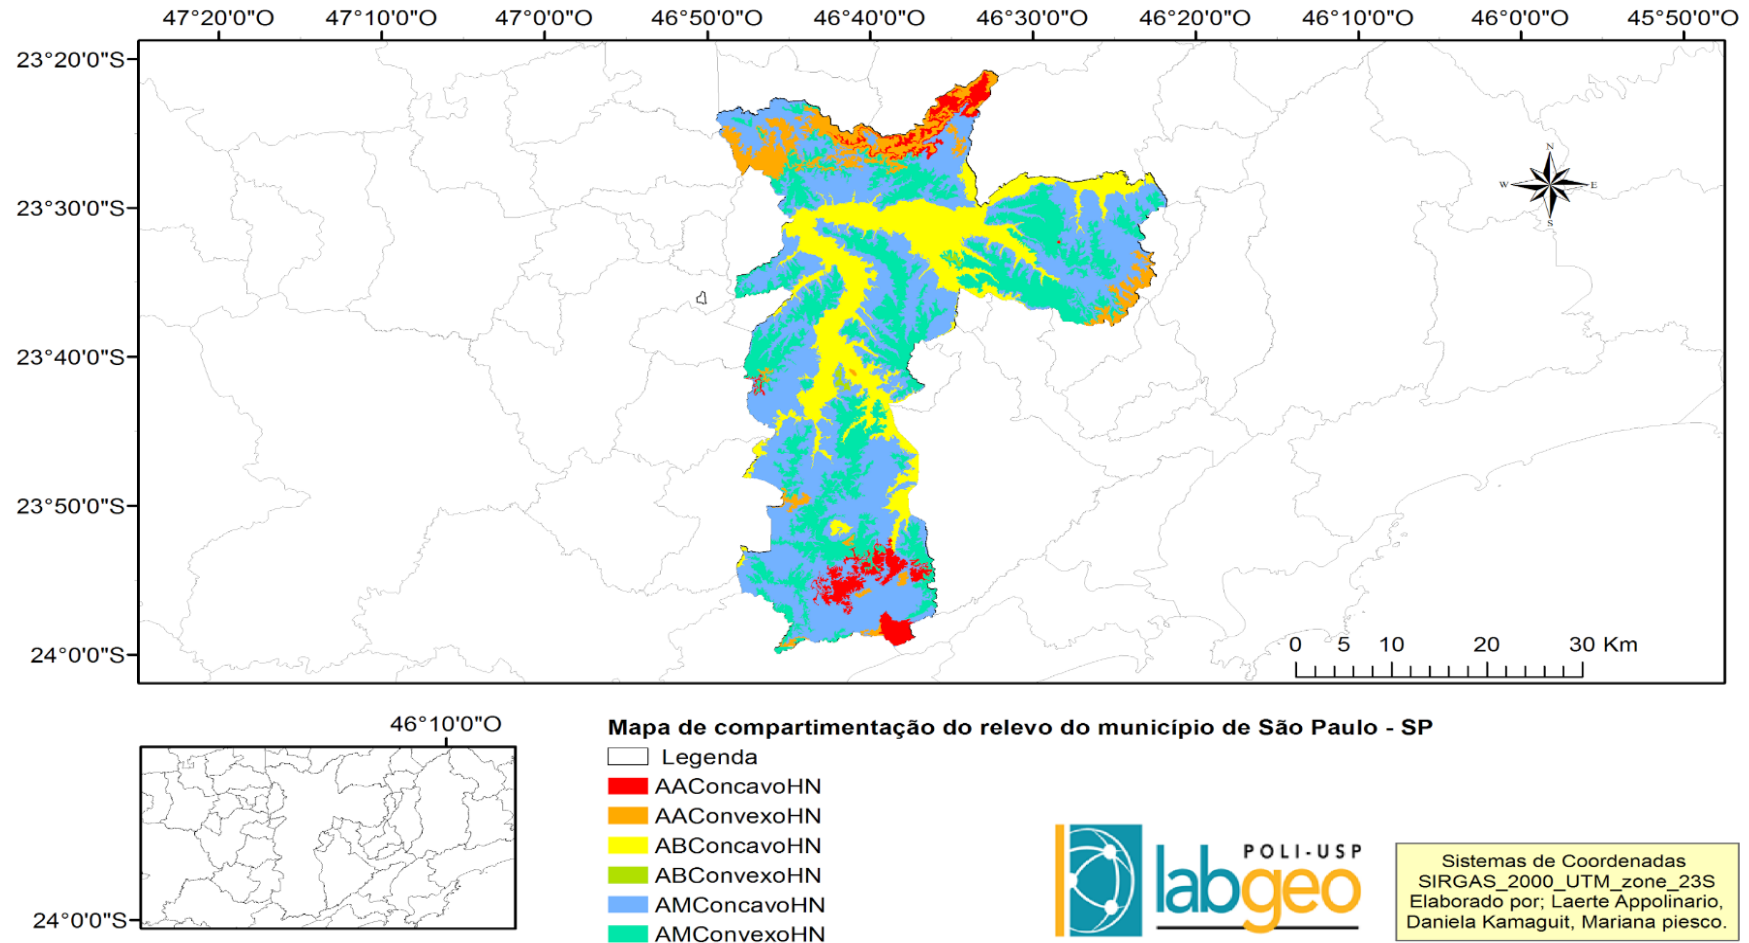 47°20'0"O 47°10'0"O 47°0'0"O 46°50'0"O 46°40'0"O 46°30'0"O 46°20'0"O 46°10'0"O 46°0'0"O 45°50'0"O
23°20'0"S
23°30'0"S
23°40'0"S
23°50'0"S
24°0'0"S
N
W E
S
0 5 10 20 30 Km
46°10'0"O
24°0'0"S
Mapa de compartimentação do relevo do município de São Paulo - SP
Legenda
AAConcavoHN
AAConvexoHN
ABConcavoHN
ABConvexoHN
AMConcavoHN
AMConvexoHN
POLI-USP
labgeo
Sistemas de Coordenadas
SIRGAS_2000_UTM_zone_23S
Elaborado por; Laerte Appolinario,
Daniela Kamaguit, Mariana piesco.